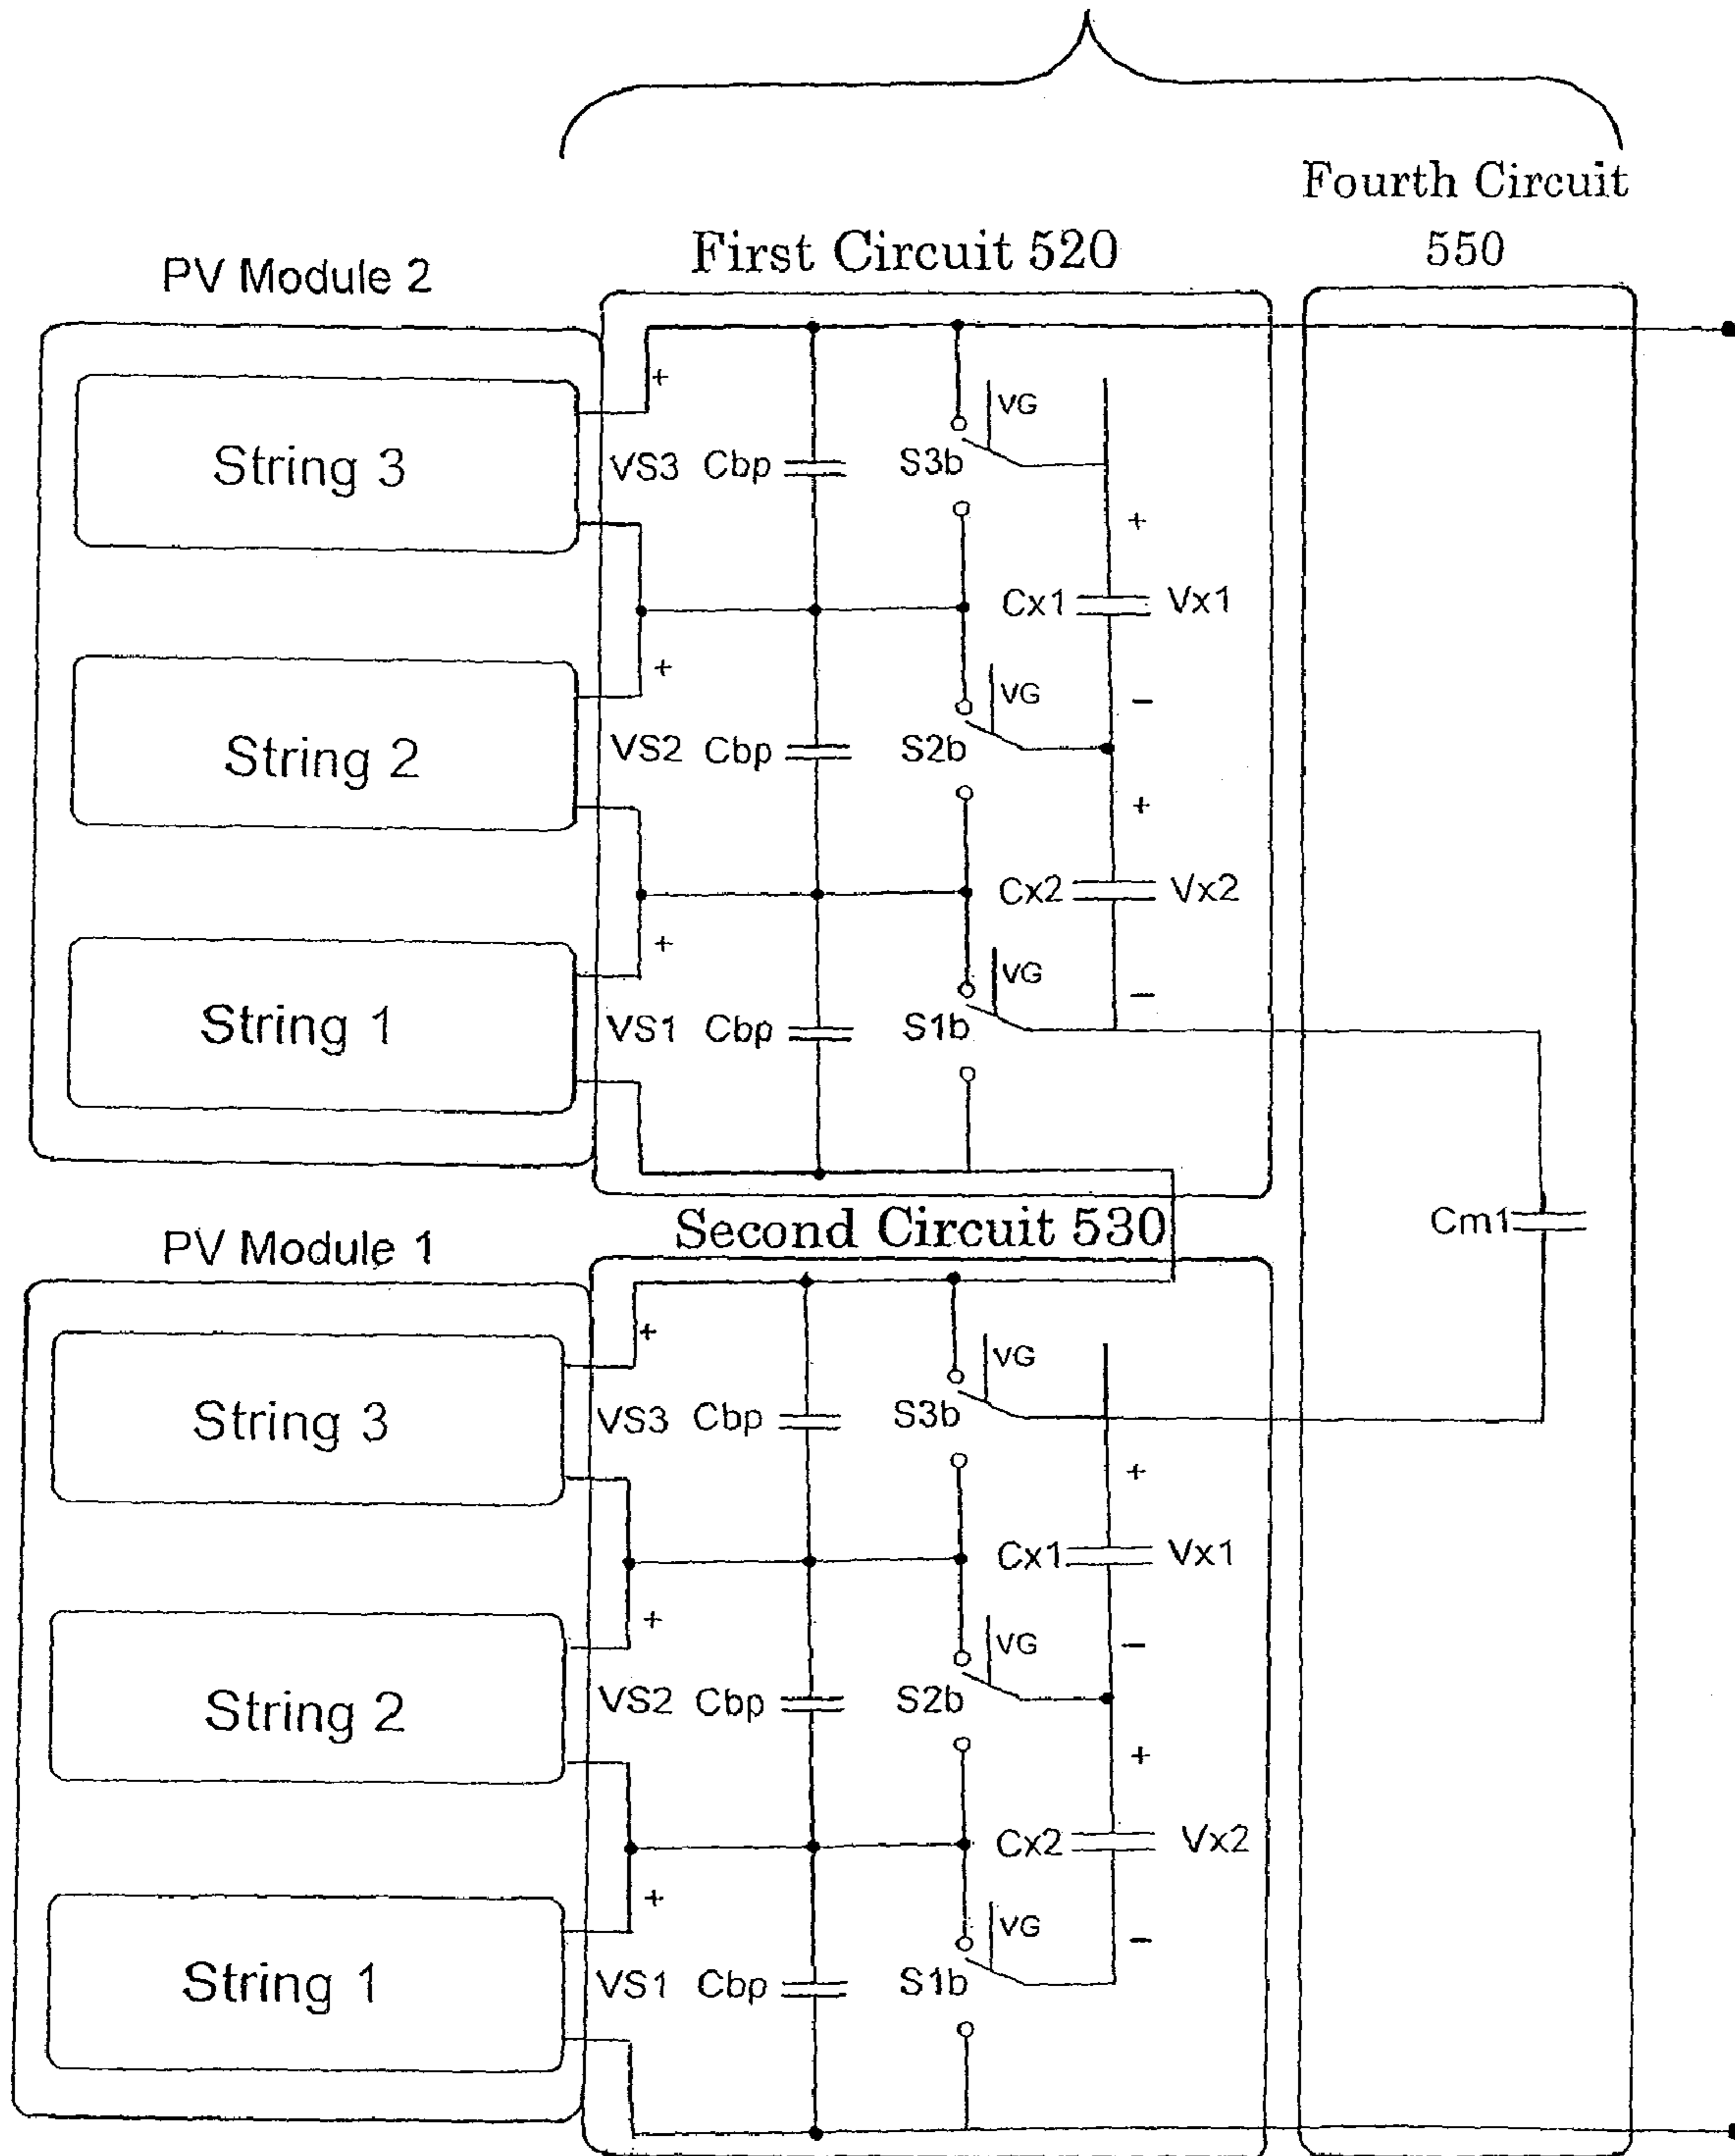 Fourth Circuit
550
First Circuit 520
PV Module 2
String 3
VS3 Cbp
S3b
VG
+
+
Cx1
Vx1
−
String 2
VS2 Cbp
S2b
VG
+
+
Cx2
Vx2
−
String 1
VS1 Cbp
S1b
VG
+
Cm1
Second Circuit 530
PV Module 1
String 3
VS3 Cbp
S3b
VG
+
+
Cx1
Vx1
−
String 2
VS2 Cbp
S2b
VG
+
+
Cx2
Vx2
−
String 1
VS1 Cbp
S1b
VG
+